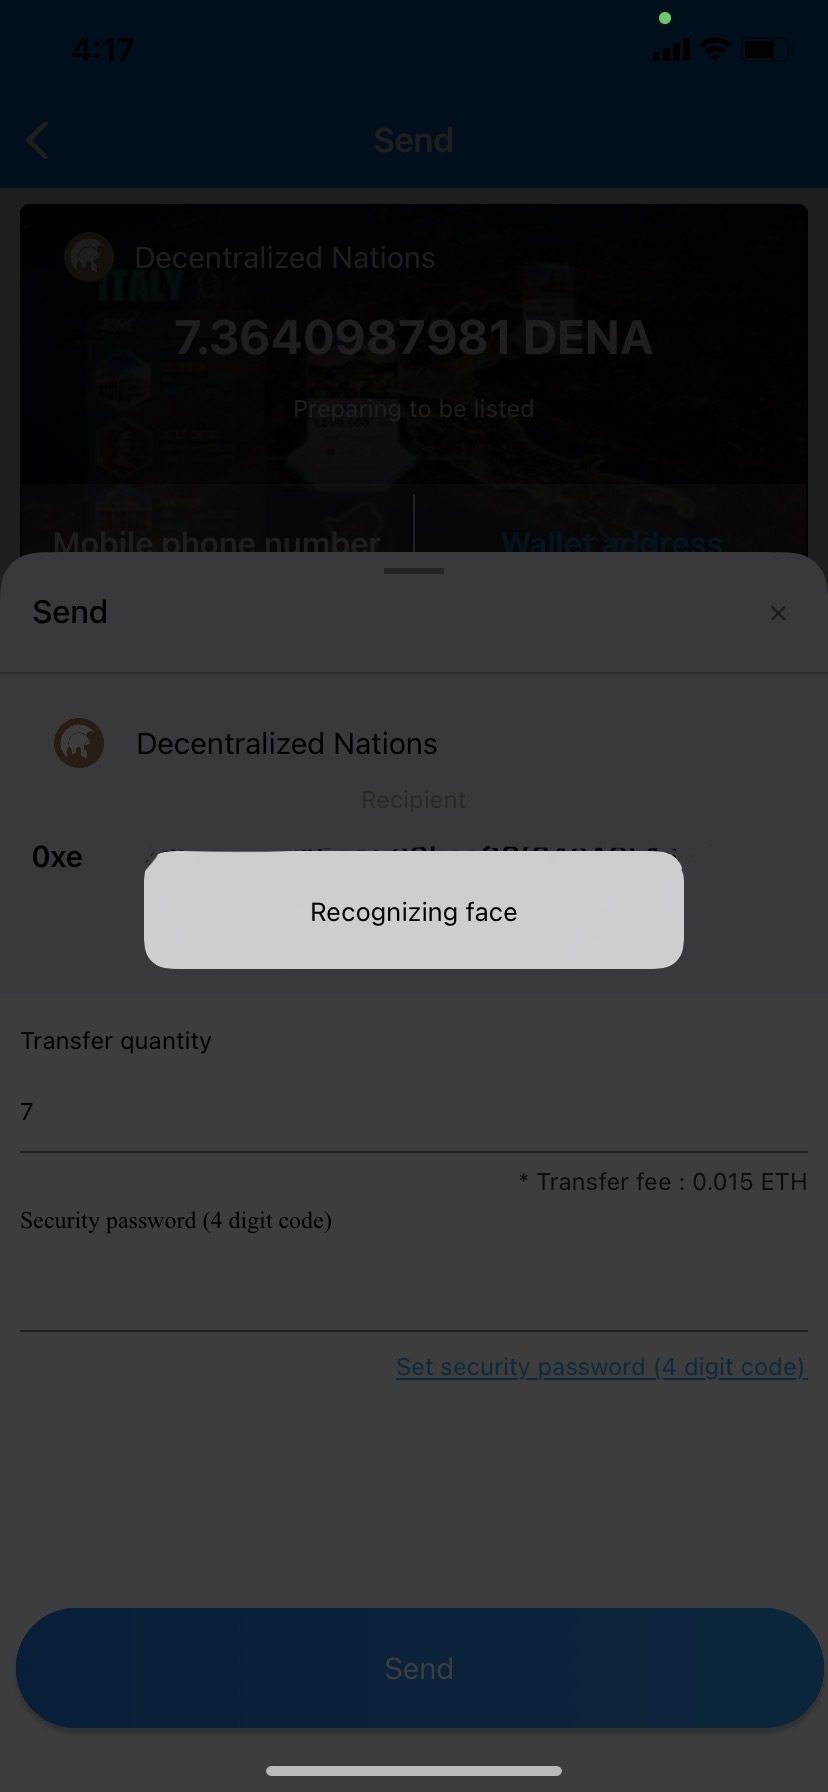 4:17
Send
Decentralized Nations
ITALY
7.3640987981 DENA
Preparing to be listed
Mobile phone number
Wallet address
Send
×
Decentralized Nations
Recipient
0xe
Recognizing face
Transfer quantity
7
* Transfer fee : 0.015 ETH
Security password (4 digit code)
Set security password (4 digit code)
Send